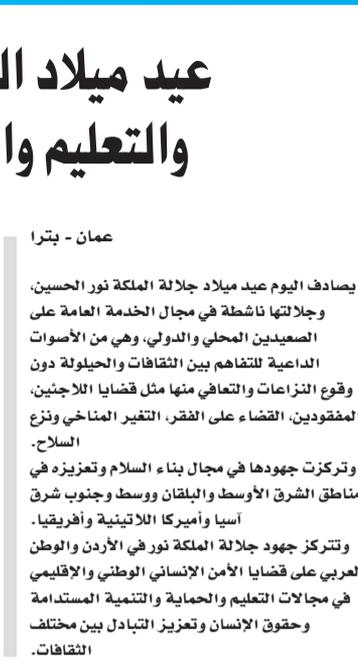 عيد ميلاد
والتعليم
عمان - بترا
يصادف اليوم عيد ميلاد جلالة الملكة نور الحسين،
وجلالتها ناشطة في مجال الخدمة العامة على
الصعيدين المحلي والدولي، وهي من الأصوات
الداعية للتفاهم بين الثقافات والحيلولة دون
وقوع النزاعات والتعافي منها مثل قضايا اللاجئين،
المفقودين، القضاء على الفقر، التغير المناخي ونزع
السلاح.
وتركزت جهودها في مجال بناء السلام وتعزيزه في
مناطق الشرق الأوسط والبلقان ووسط وجنوب شرق
آسيا وأميركا اللاتينية وأفريقيا.
وتتركز جهود جلالة الملكة نور في الأردن والوطن
العربي على قضايا الأمن الإنساني الوطني والإقليمي
في مجالات التعليم والحماية والتنمية المستدامة
وحقوق الإنسان وتعزيز التبادل بين مختلف
الثقافات.